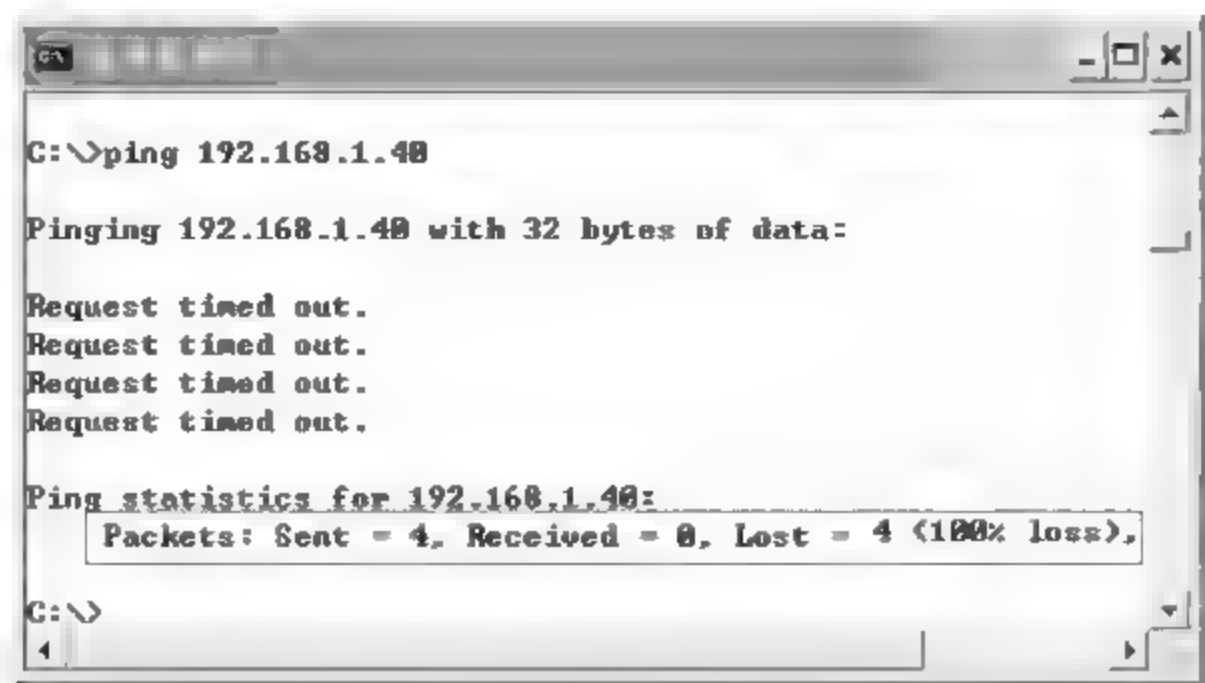 C:\>ping 192.168.1.40
Pinging 192.168.1.40 with 32 bytes of data:
Request timed out.
Request timed out.
Request timed out.
Request timed out.
Ping statistics for 192.168.1.40:
Packets: Sent = 4, Received = 0, Lost = 4 (100% loss),
C:\>